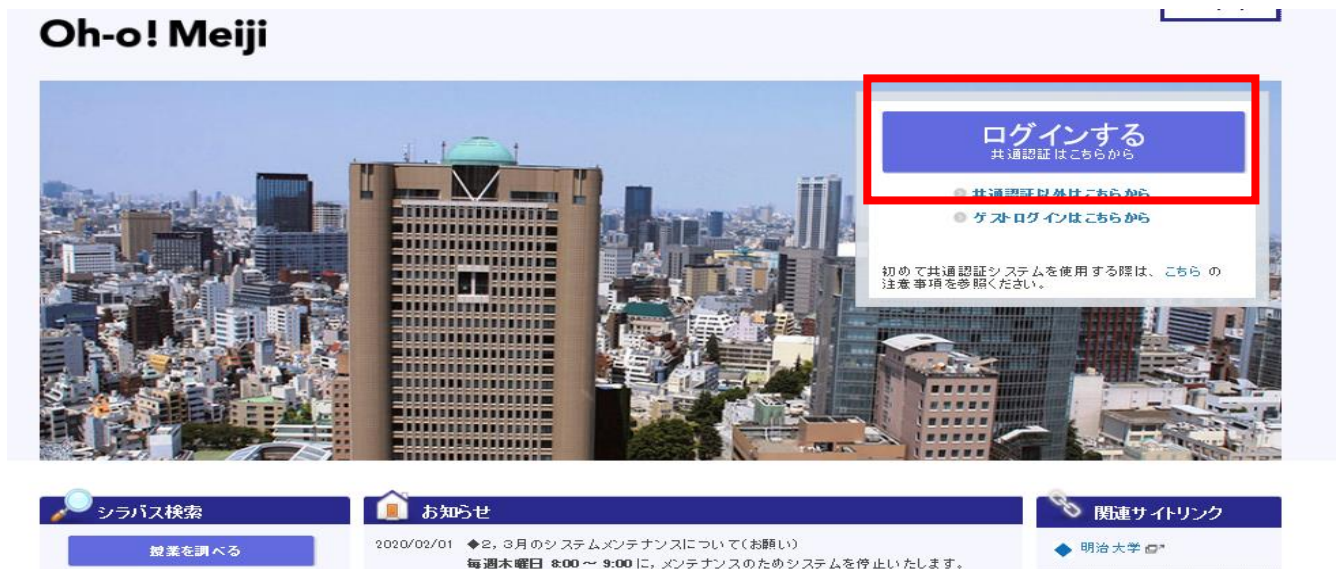 Oh-o! Meiji
ログインする
共通認証はこちらから
共通認証以外はこちらから
ゲストログインはこちらから
初めて共通認証システムを使用する際は、こちら の
注意事項を参照ください。
シラバス検索
授業を調べる
お知らせ
2020/02/01 ◆2，3月のシステムメンテナンスについて(お願い)
毎週木曜日 8:00～ 9:00に，メンテナンスのためシステムを停止いたします。
関連サイトリンク
明治大学